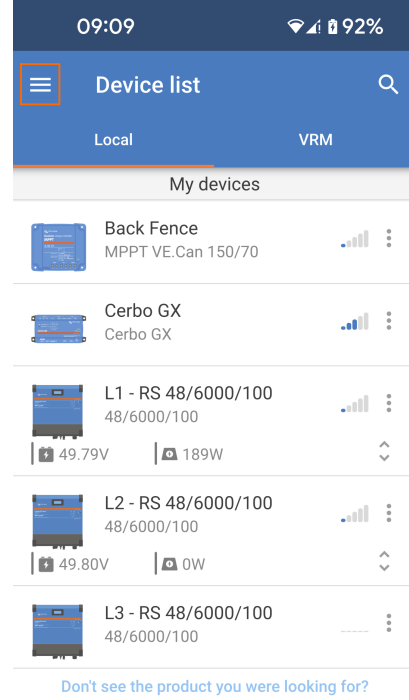 09:09
92%
Device list
Local
VRM
My devices
Back Fence
MPPT VE.Can 150/70
Cerbo GX
Cerbo GX
L1 - RS 48/6000/100
48/6000/100
49.79V
189W
L2 - RS 48/6000/100
48/6000/100
49.80V
0W
L3 - RS 48/6000/100
48/6000/100
Don't see the product you were looking for?